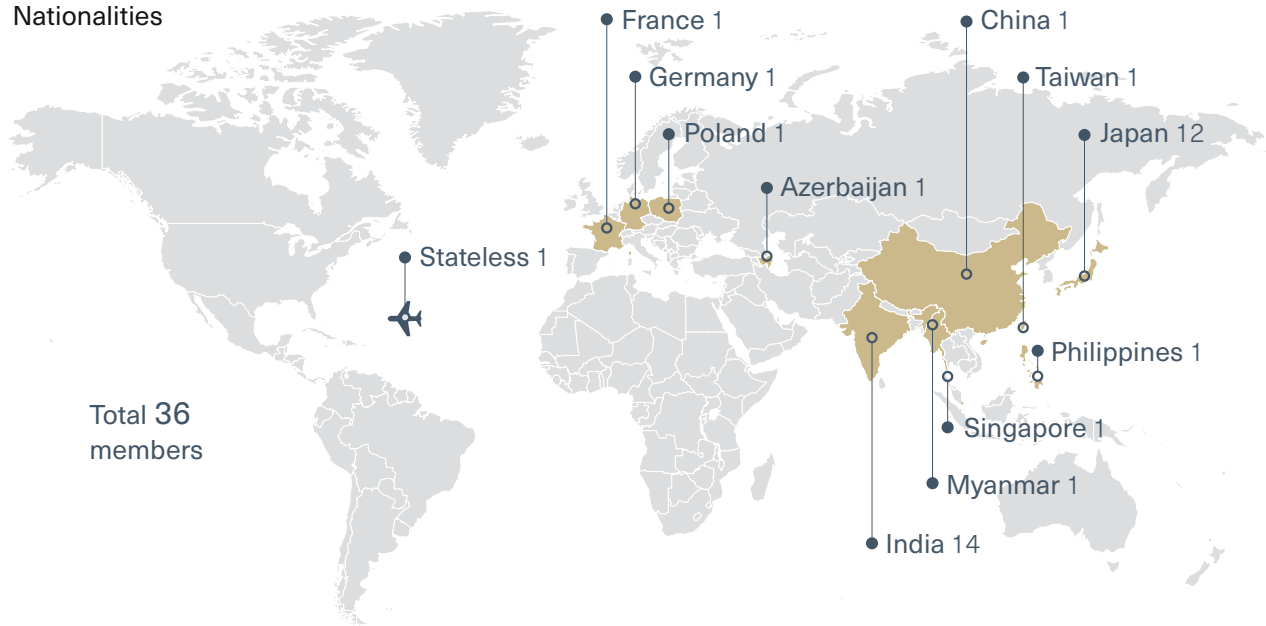 Nationalities
France 1
China 1
Germany 1
Taiwan 1
Poland 1
Japan 12
Azerbaijan 1
Stateless 1
Philippines 1
Total 36
members
Singapore 1
Myanmar 1
India 14